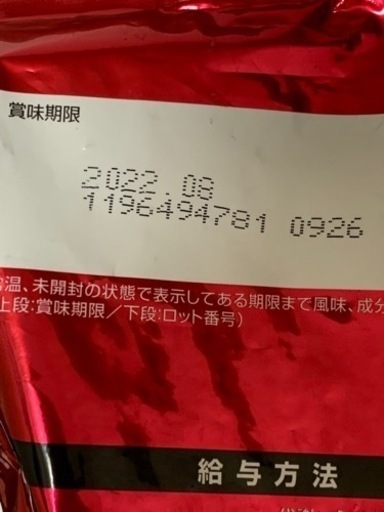 賞味期限
2022.08
1196494781 0926
温、未開封の状態で表示してある期限まで風味、成分
上段:賞味期限／下段:ロット番号)
給与方法